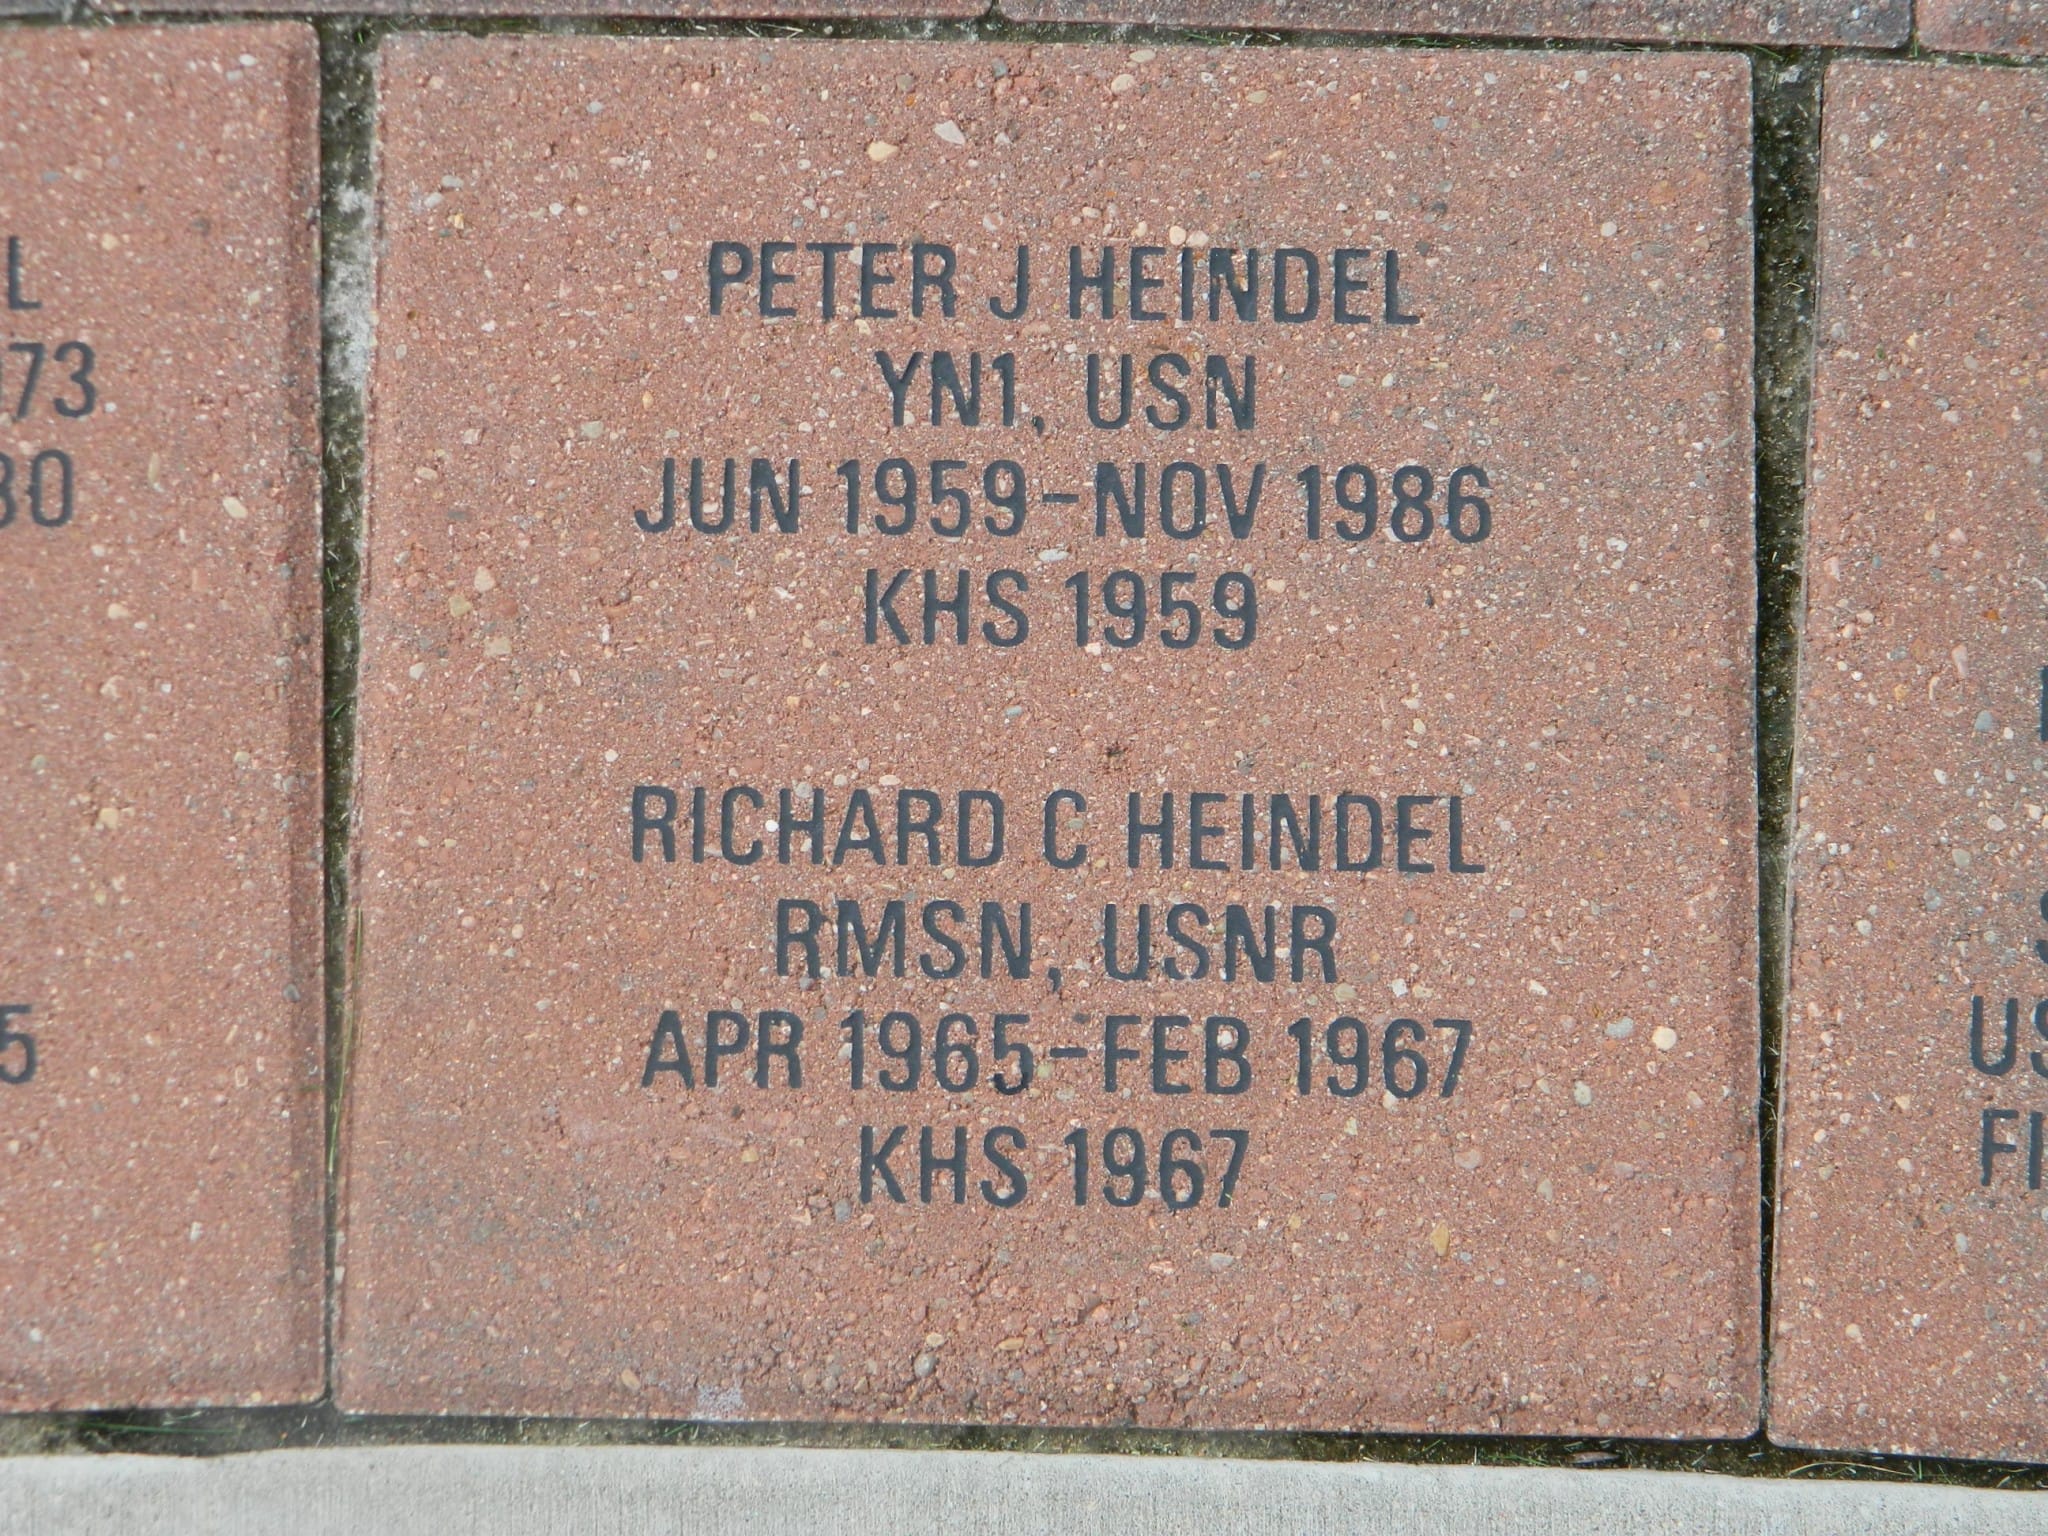 PETER J HEINDEL
YN1, USN
JUN 1959-NOV 1986
KHS 1959
RICHARD C HEINDEL
RMSN, USNR
APR 1965-FEB 1967
KHS 1967